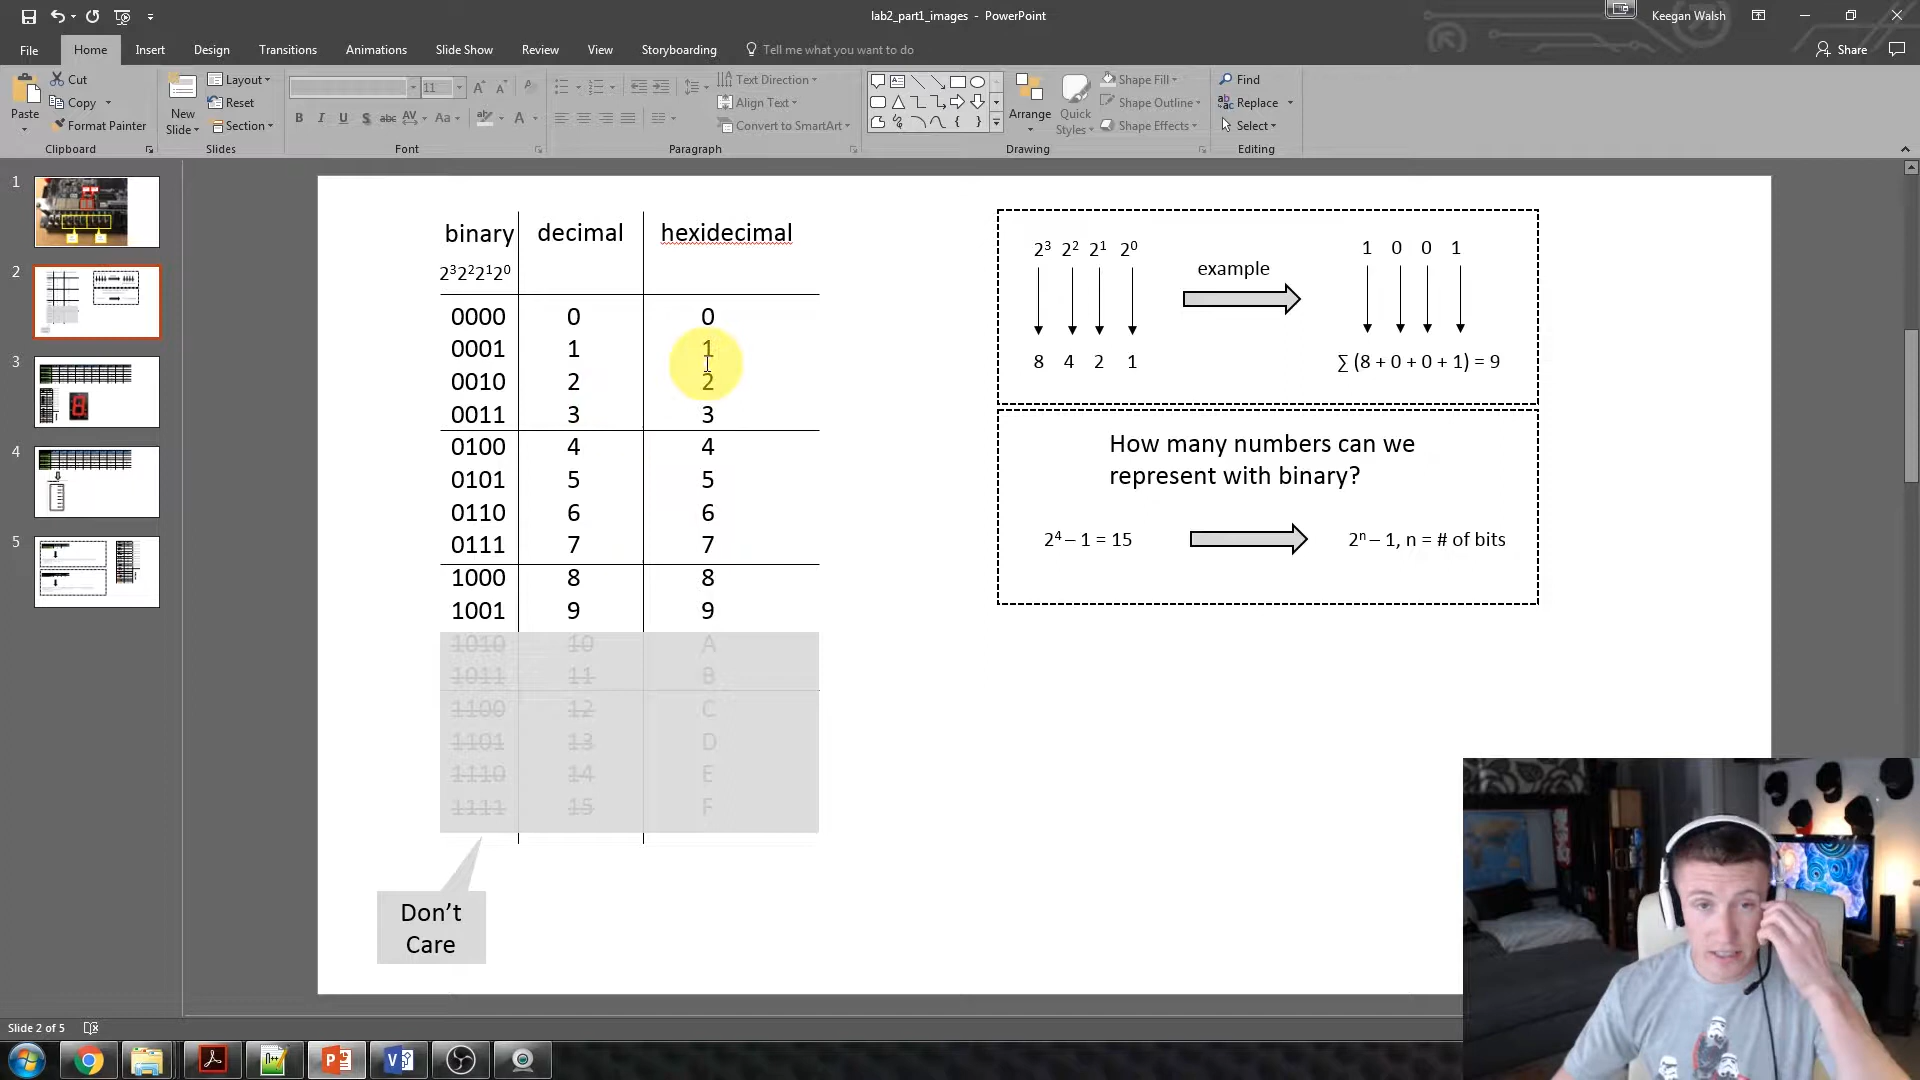 lab2_part1_images - PowerPoint
Keegan Walsh
File Home Insert Design Transitions Animations Slide Show Review View Storyboarding Tell me what you want to do
Share
Paste
Cut
Copy
Format Painter
Clipboard
New Slide
Layout
Reset
Section
Slides
11
Font
Text Direction
Align Text
Convert to SmartArt
Paragraph
Arrange
Quick Styles
Shape Fill
Shape Outline
Shape Effects
Drawing
Find
Replace
Select
Editing
1
2
3
4
5
binary decimal hexidecimal
2³2²2¹2⁰
0000 0 0
0001 1 1
0010 2 2
0011 3 3
0100 4 4
0101 5 5
0110 6 6
0111 7 7
1000 8 8
1001 9 9
1010 10 A
1011 11 B
1100 12 C
1101 13 D
1110 14 E
1111 15 F
Don't
Care
2³ 2² 2¹ 2⁰
8 4 2 1
example
1 0 0 1
∑ (8 + 0 + 0 + 1) = 9
How many numbers can we
represent with binary?
2⁴ – 1 = 15
2ⁿ – 1, n = # of bits
Slide 2 of 5